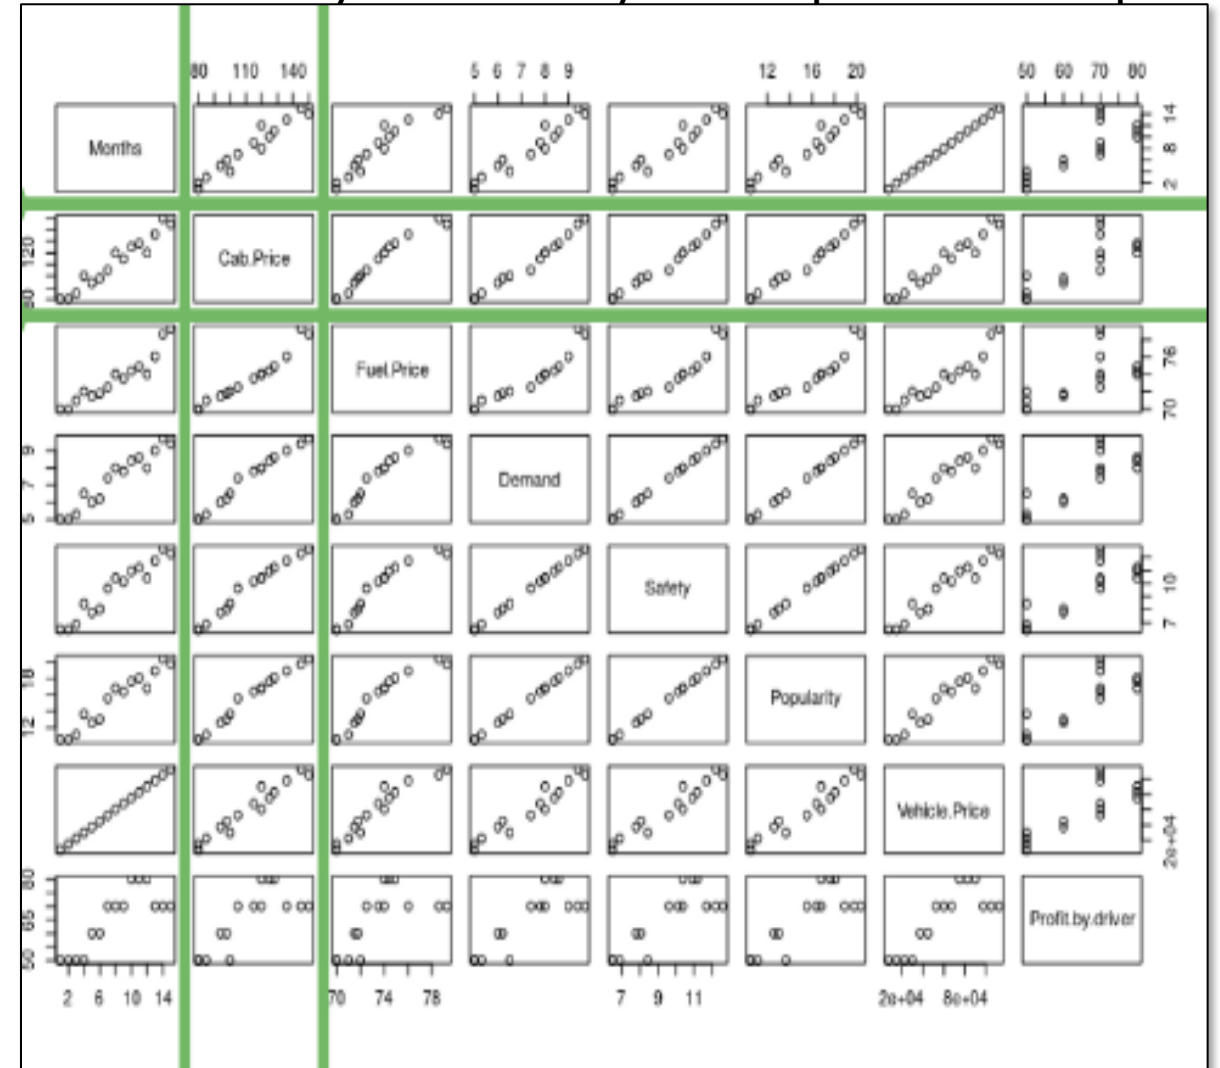 80 110 140 5 6 7 8 9 12 16 20 50 60 70 80
Months 2 8 14
120 Cab.Price
Fuel.Price 70 76
5 7 9 Demand
Safety 7 10
12 18 Popularity
Vehicle.Price 2e+04
50 65 80 Profit.by.driver
2 6 10 14 70 74 78 7 9 11 2e+04 8e+04